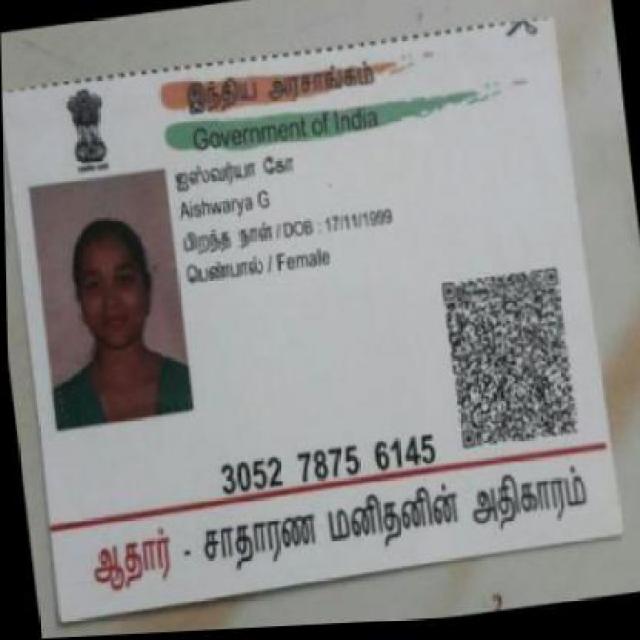 இந்திய அரசாங்கம்
Government of India
ஐஸ்வர்யா கோ
Aishwarya G
பிறந்த நாள் / DOB : 17/11/1999
பெண்பால் / Female
3052 7875 6145
ஆதார் - சாதாரண மனிதனின் அதிகாரம்